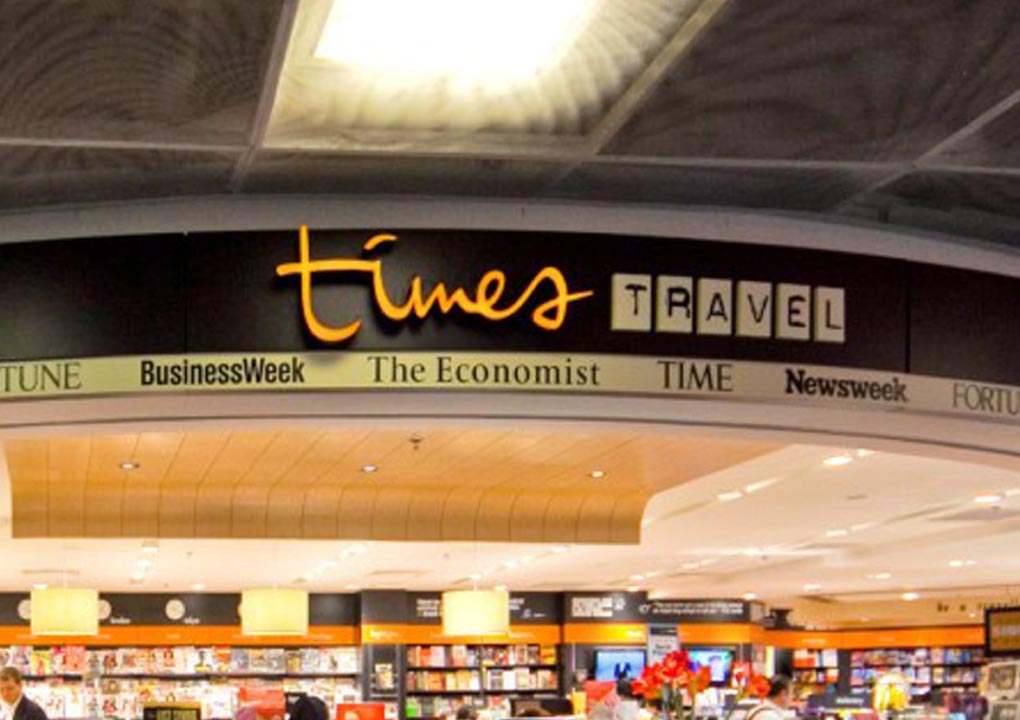 times TRAVEL
TUNE BusinessWeek The Economist TIME Newsweek FORTU